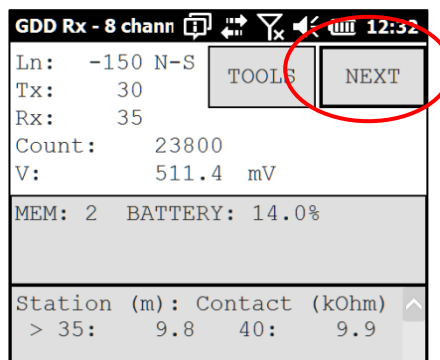 GDD Rx - 8 chann 12:32
Ln: -150 N-S
TOOLS NEXT
Tx: 30
Rx: 35
Count: 23800
V: 511.4 mV
MEM: 2 BATTERY: 14.0%
Station (m): Contact (kOhm)
> 35: 9.8 40: 9.9